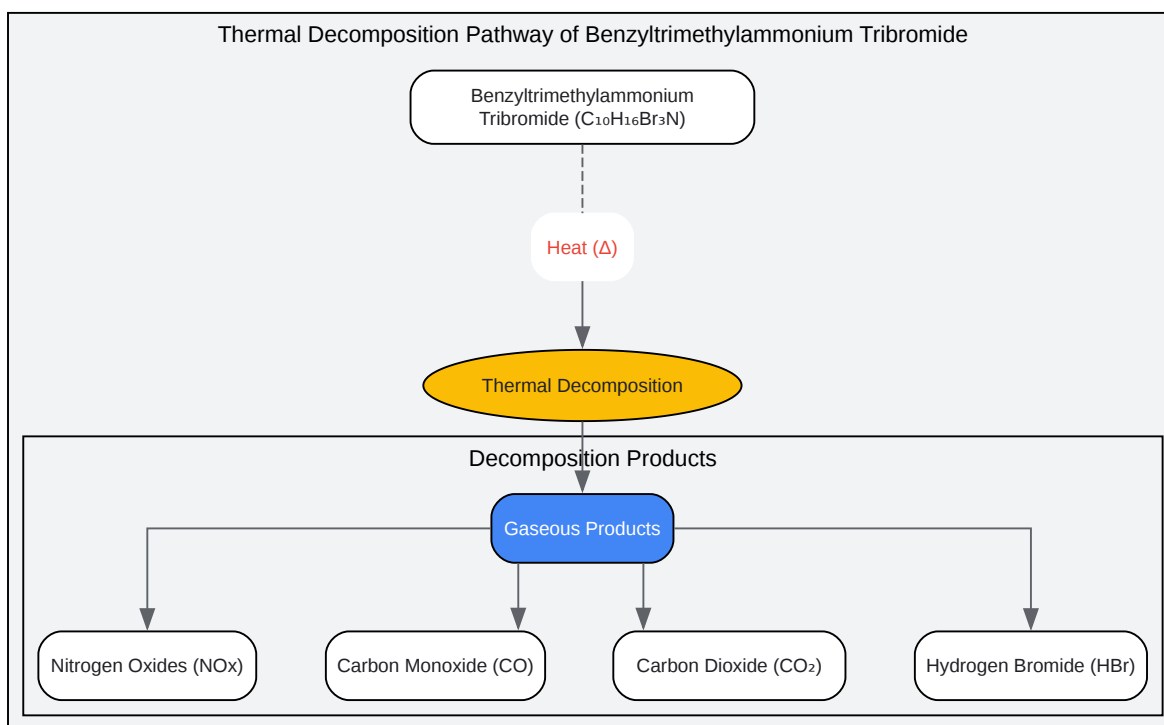 Thermal Decomposition Pathway of Benzyltrimethylammonium Tribromide
Benzyltrimethylammonium
Tribromide (C₁₀H₁₆Br₃N)
Heat (Δ)
Thermal Decomposition
Decomposition Products
Gaseous Products
Nitrogen Oxides (NOx)
Carbon Monoxide (CO)
Carbon Dioxide (CO₂)
Hydrogen Bromide (HBr)